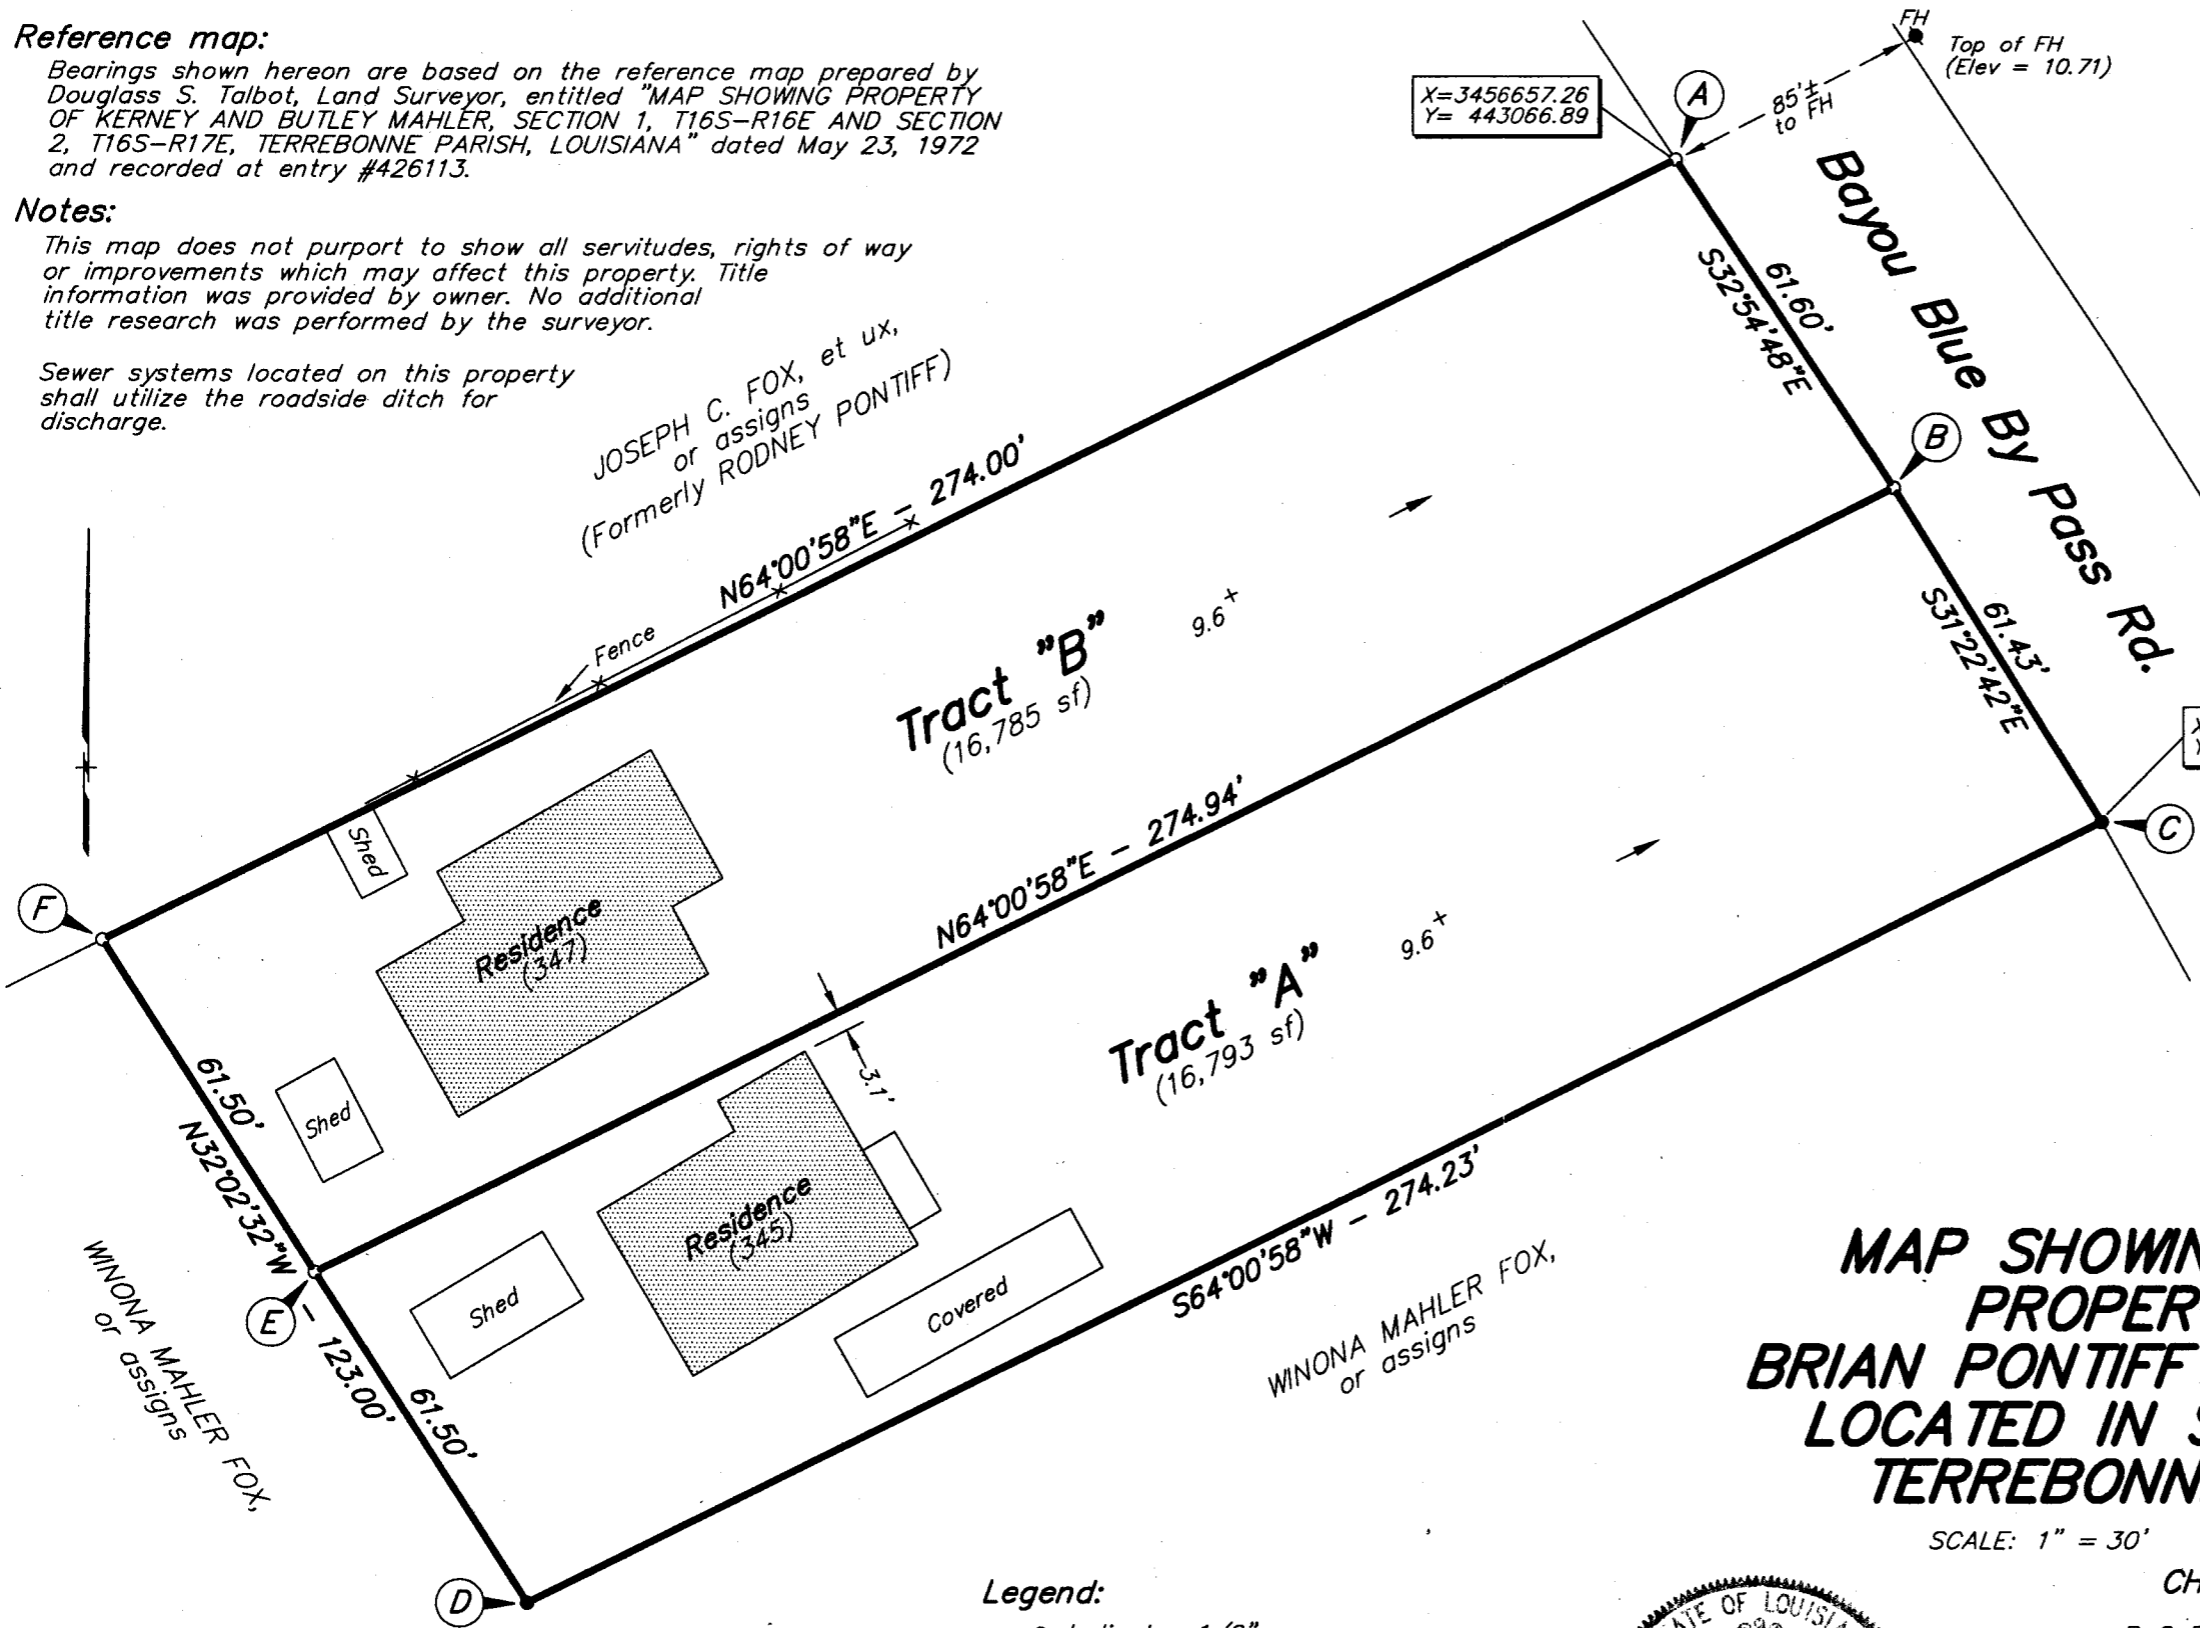 Reference map:
Bearings shown hereon are based on the reference map prepared by
Douglass S. Talbot, Land Surveyor, entitled "MAP SHOWING PROPERTY
OF KERNEY AND BUTLEY MAHLER, SECTION 1, T16S-R16E AND SECTION
2, T16S-R17E, TERREBONNE PARISH, LOUISIANA" dated May 23, 1972
and recorded at entry #426113.
Notes:
This map does not purport to show all servitudes, rights of way
or improvements which may affect this property. Title
information was provided by owner. No additional
title research was performed by the surveyor.
Sewer systems located on this property
shall utilize the roadside ditch for
discharge.
FH
Top of FH
(Elev = 10.71)
X=3456657.26
Y= 443066.89
A
85'±
to FH
Bayou Blue By Pass Rd.
61.60'
S32°54'48"E
B
61.43'
S31°22'42"E
X
Y
C
JOSEPH C. FOX, et ux,
or assigns
(Formerly RODNEY PONTIFF)
N64°00'58"E - 274.00'
Fence
Tract "B"
(16,785 sf)
9.6+
Shed
Residence
(347)
F
N64°00'58"E - 274.94'
Tract "A"
(16,793 sf)
9.6+
3.1'
61.50'
N32°02'32"W - 123.00'
Shed
E
Shed
Residence
(345)
Covered
S64°00'58"W - 274.23'
WINONA MAHLER FOX,
or assigns
WINONA MAHLER FOX,
or assigns
61.50'
D
MAP SHOWIN
PROPER
BRIAN PONTIFF
LOCATED IN S
TERREBONN
SCALE: 1" = 30'
CH
Legend:
ATE OF LOUISIA